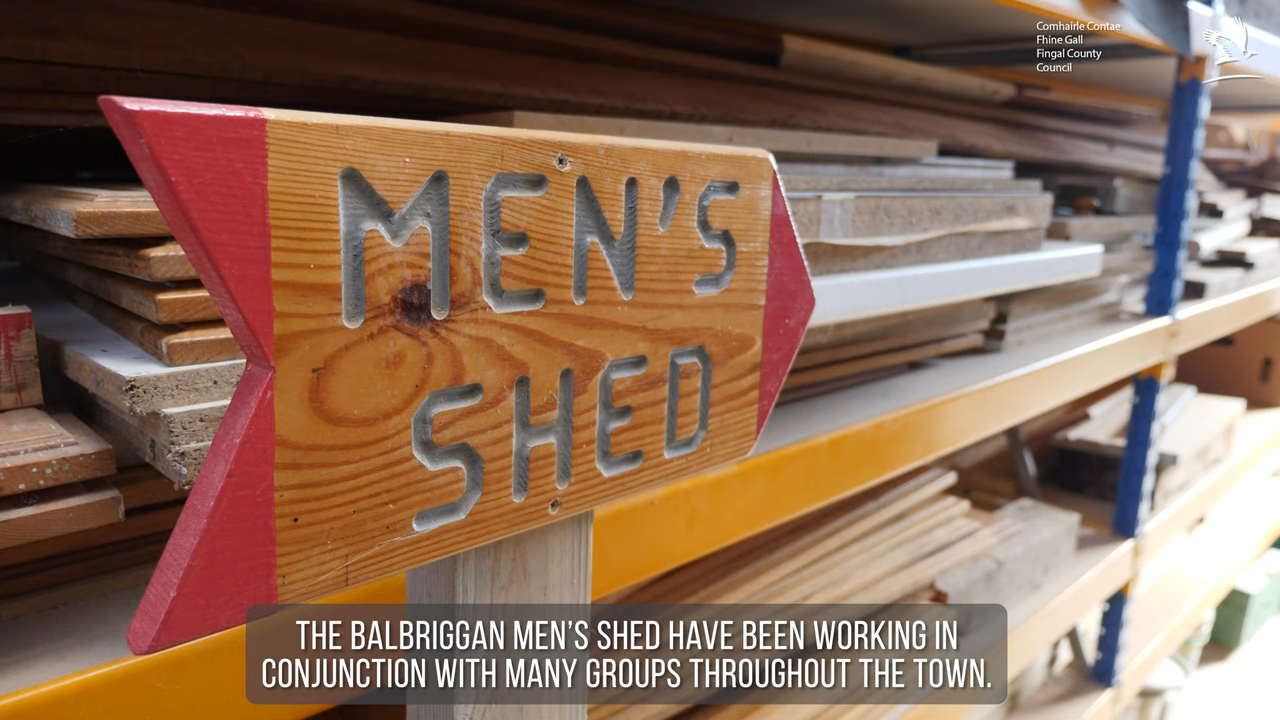 Comhairle Contae
Fhine Gall
Fingal County
Council
MEN'S
SHED
THE BALBRIGGAN MEN'S SHED HAVE BEEN WORKING IN
CONJUNCTION WITH MANY GROUPS THROUGHOUT THE TOWN.